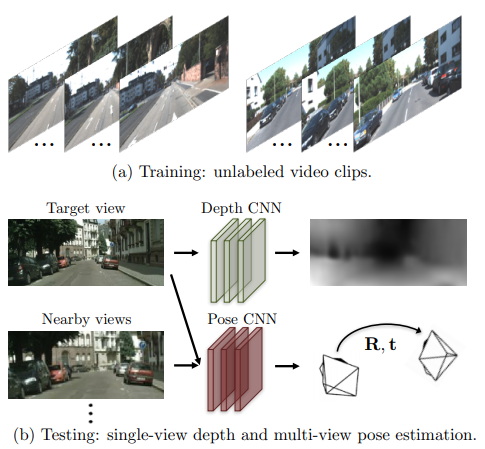 (a) Training: unlabeled video clips.
Target view
Depth CNN
Nearby views
Pose CNN
R, t
(b) Testing: single-view depth and multi-view pose estimation.